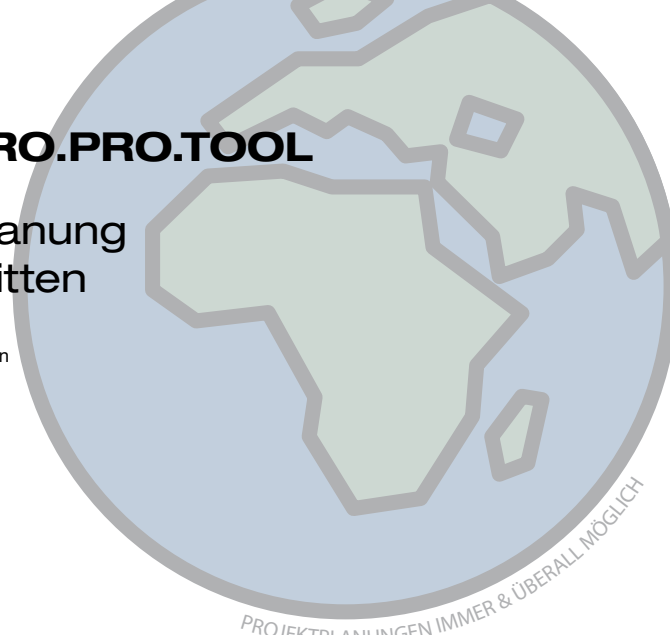 RO.PRO.TOOL
anung
itten
n
PROJEKTPLANUNGEN IMMER & ÜBERALL MÖGLICH